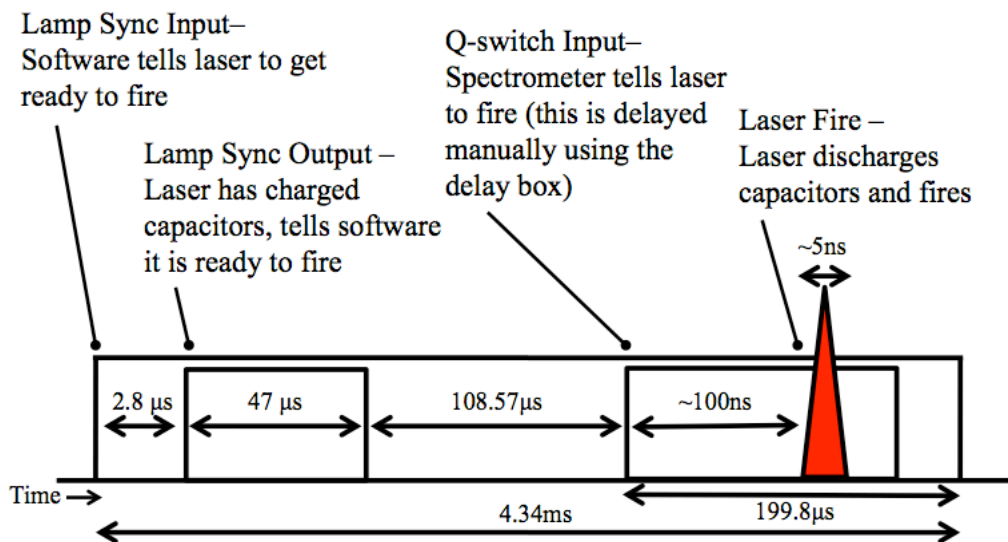 Lamp Sync Input–
Software tells laser to get
ready to fire
Lamp Sync Output –
Laser has charged
capacitors, tells software
it is ready to fire
Q-switch Input–
Spectrometer tells laser
to fire (this is delayed
manually using the
delay box)
Laser Fire –
Laser discharges
capacitors and fires
~5ns
2.8 µs
47 µs
108.57µs
~100ns
Time
4.34ms
199.8µs